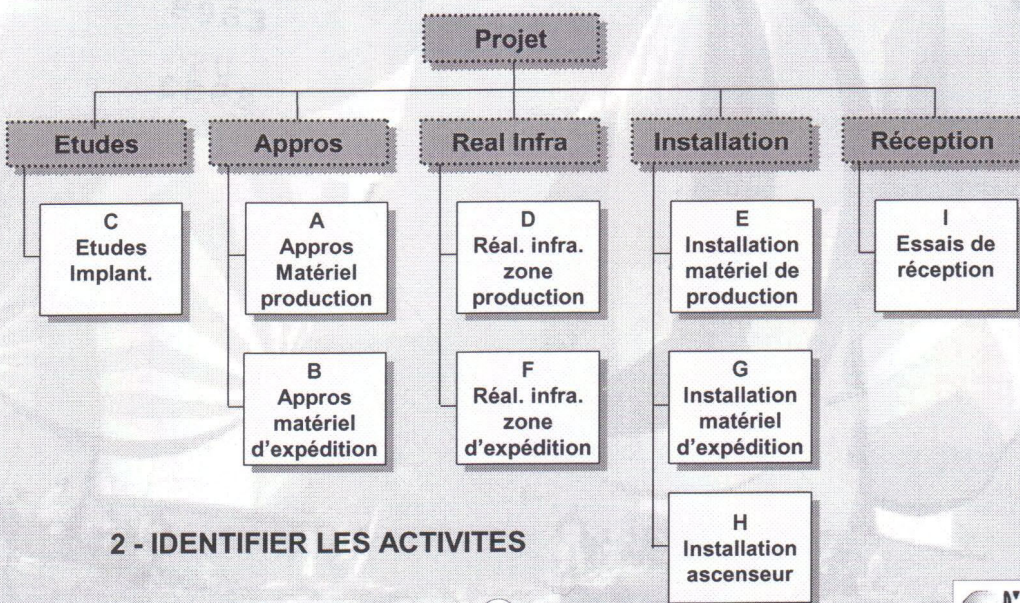 Projet
Etudes
Appros
Real Infra
Installation
Réception
C
Etudes
Implant.
A
Appros
Matériel
production
D
Réal. infra.
zone
production
E
Installation
matériel de
production
I
Essais de
réception
B
Appros
matériel
d'expédition
F
Réal. infra.
zone
d'expédition
G
Installation
matériel
d'expédition
H
Installation
ascenseur
2 - IDENTIFIER LES ACTIVITES